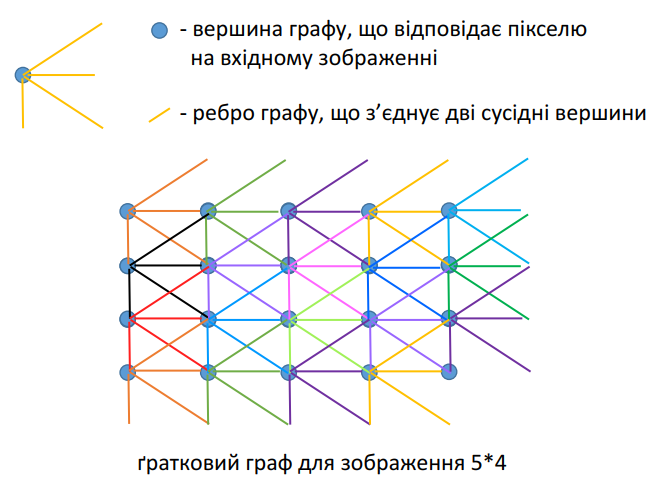 - вершина графу, що відповідає пікселю
на вхідному зображенні
- ребро графу, що з’єднує дві сусідні вершини
ґратковий граф для зображення 5*4